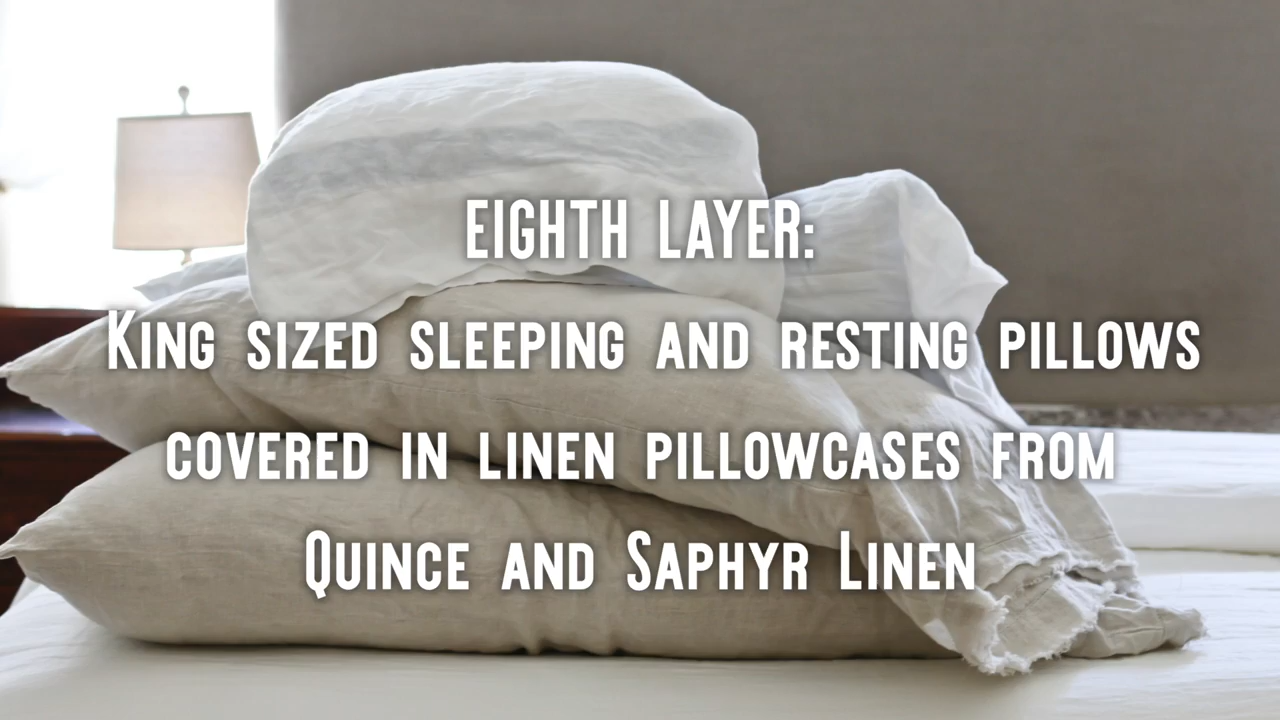 EIGHTH LAYER:
King sized sleeping and resting pillows
covered in linen pillowcases from
Quince and Saphyr Linen